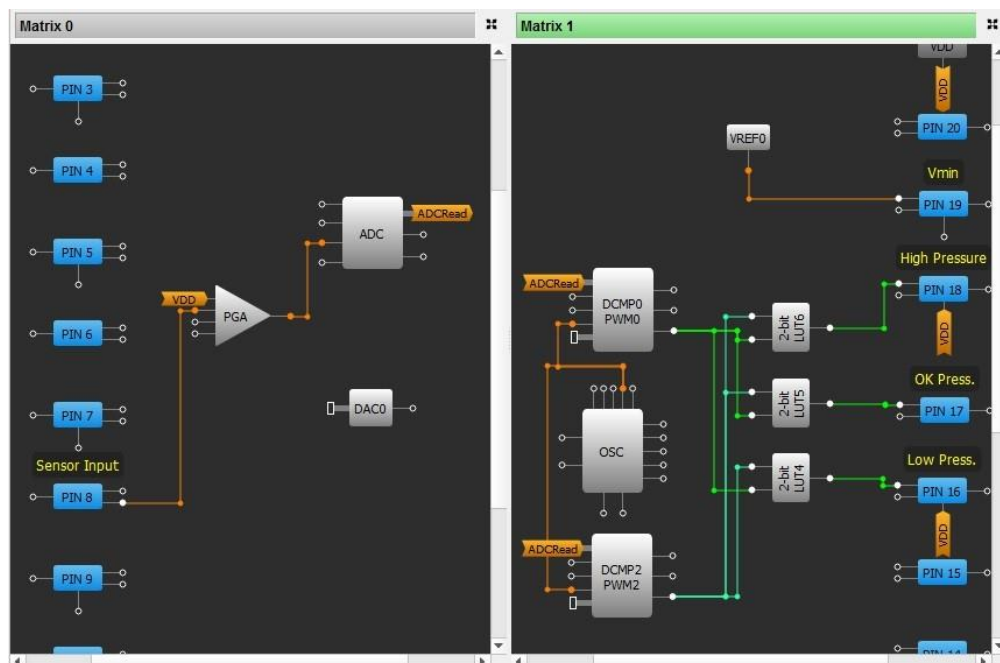 Matrix 0
PIN 3
PIN 4
PIN 5
PIN 6
PIN 7
Sensor Input
PIN 8
PIN 9
VDD
PGA
ADC
ADCRead
DAC0
Matrix 1
VDD
VDD
PIN 20
VREF0
Vmin
PIN 19
High Pressure
PIN 18
VDD
OK Press.
PIN 17
Low Press.
PIN 16
VDD
PIN 15
PIN 14
ADCRead
DCMP0
PWM0
OSC
ADCRead
DCMP2
PWM2
2-bit
LUT6
2-bit
LUT5
2-bit
LUT4